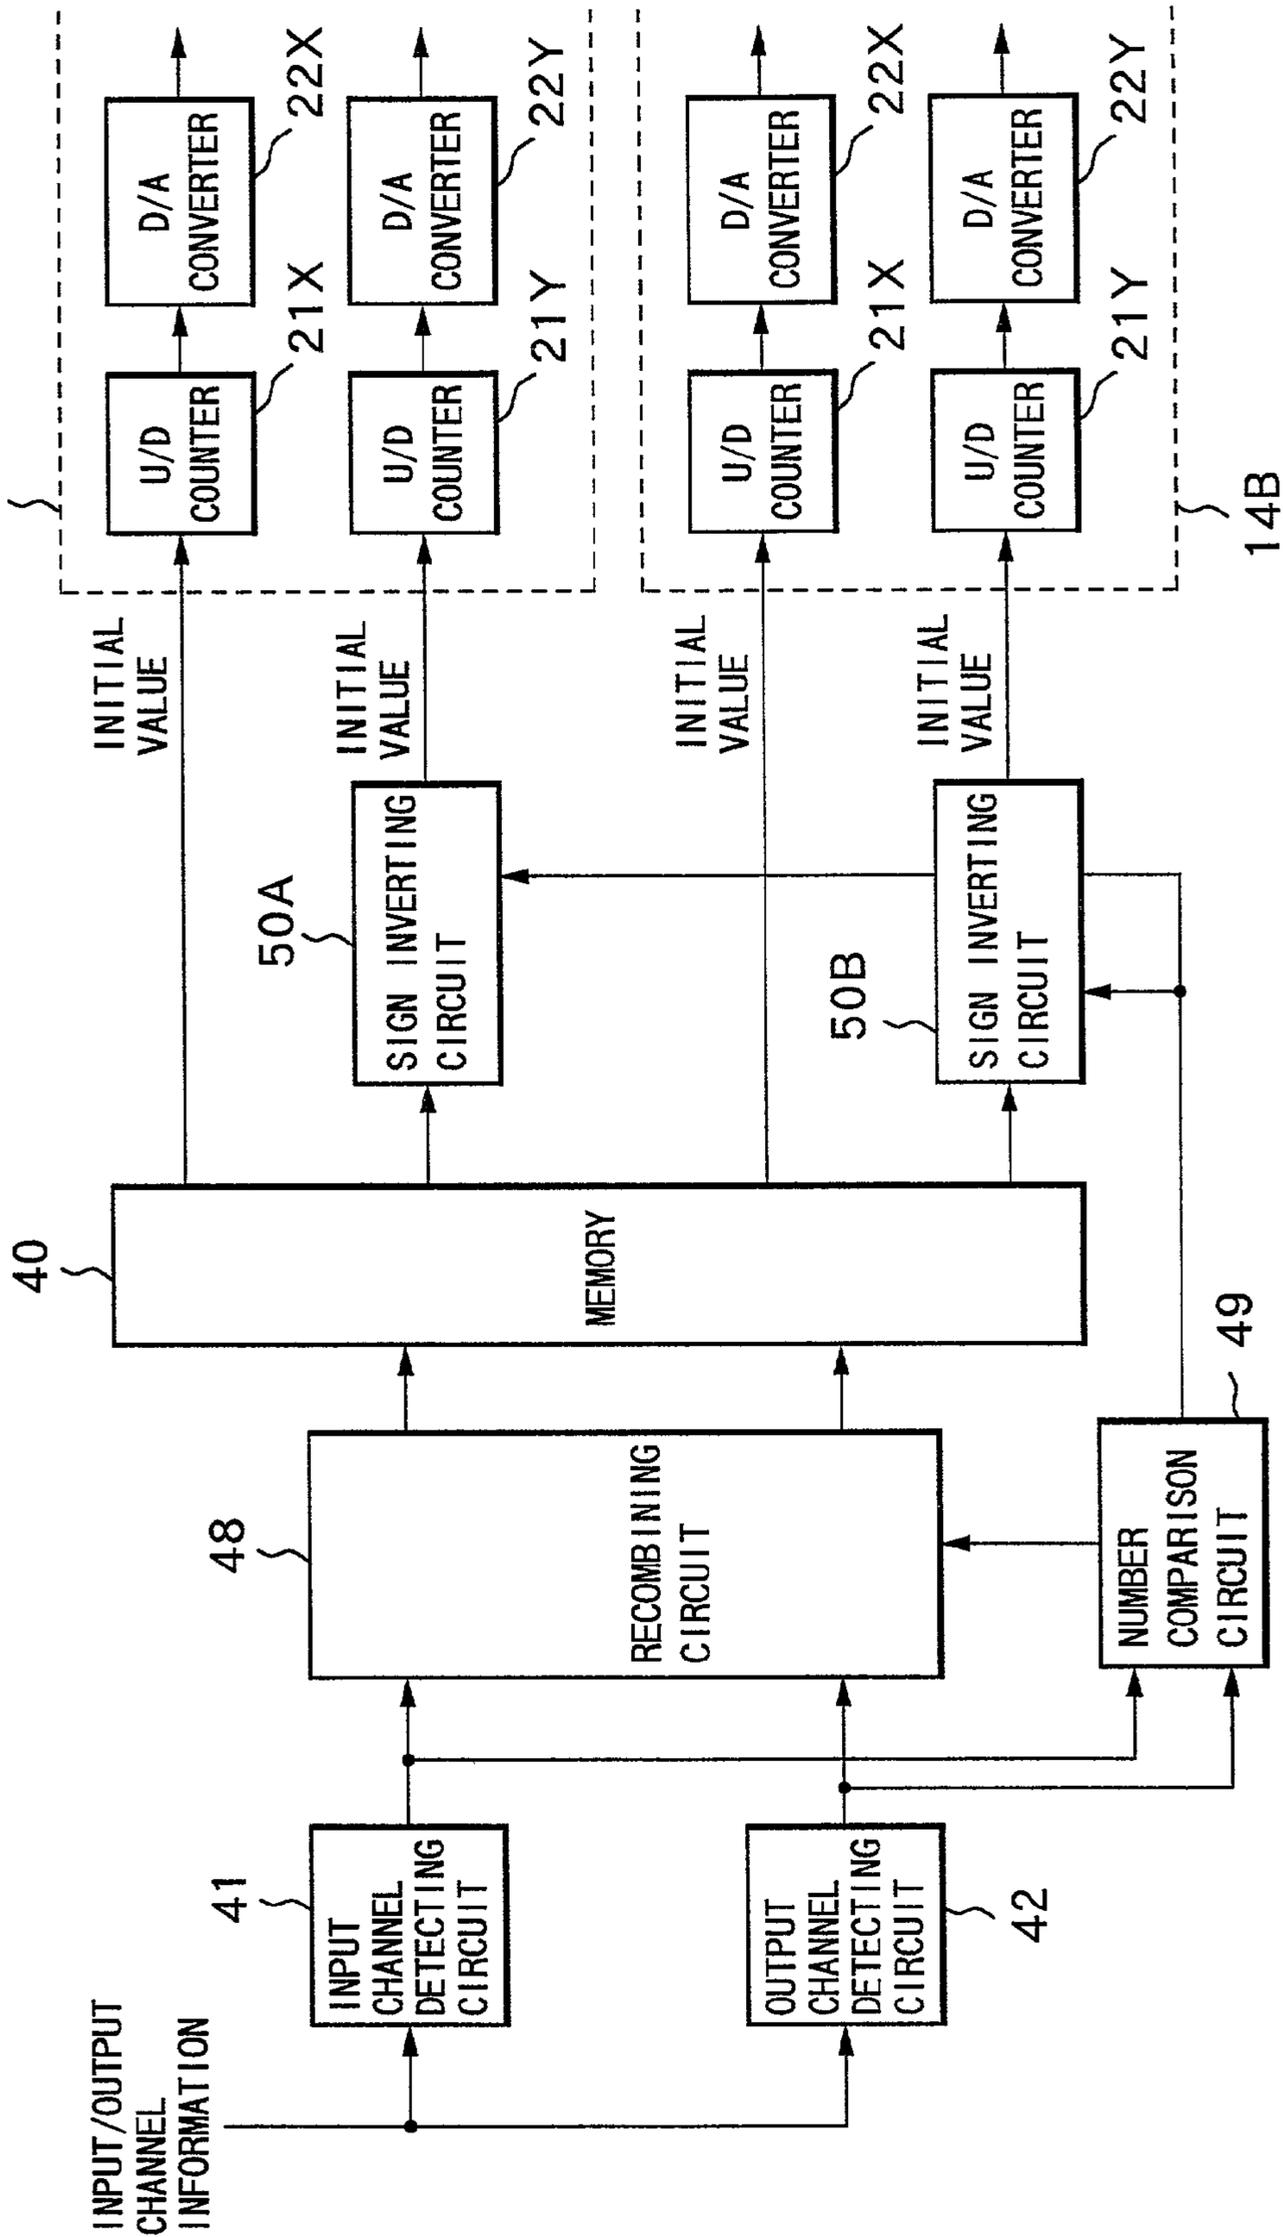 INPUT/OUTPUT
CHANNEL
INFORMATION
41
INPUT
CHANNEL
DETECTING
CIRCUIT
OUTPUT
CHANNEL
DETECTING
CIRCUIT
42
48
RECOMBINING
CIRCUIT
NUMBER
COMPARISON
CIRCUIT
49
40
MEMORY
50A
SIGN INVERTING
CIRCUIT
50B
SIGN INVERTING
CIRCUIT
INITIAL
VALUE
INITIAL
VALUE
INITIAL
VALUE
INITIAL
VALUE
U/D
COUNTER
21X
D/A
CONVERTER
22X
U/D
COUNTER
21Y
D/A
CONVERTER
22Y
U/D
COUNTER
21X
D/A
CONVERTER
22X
U/D
COUNTER
21Y
D/A
CONVERTER
22Y
14B